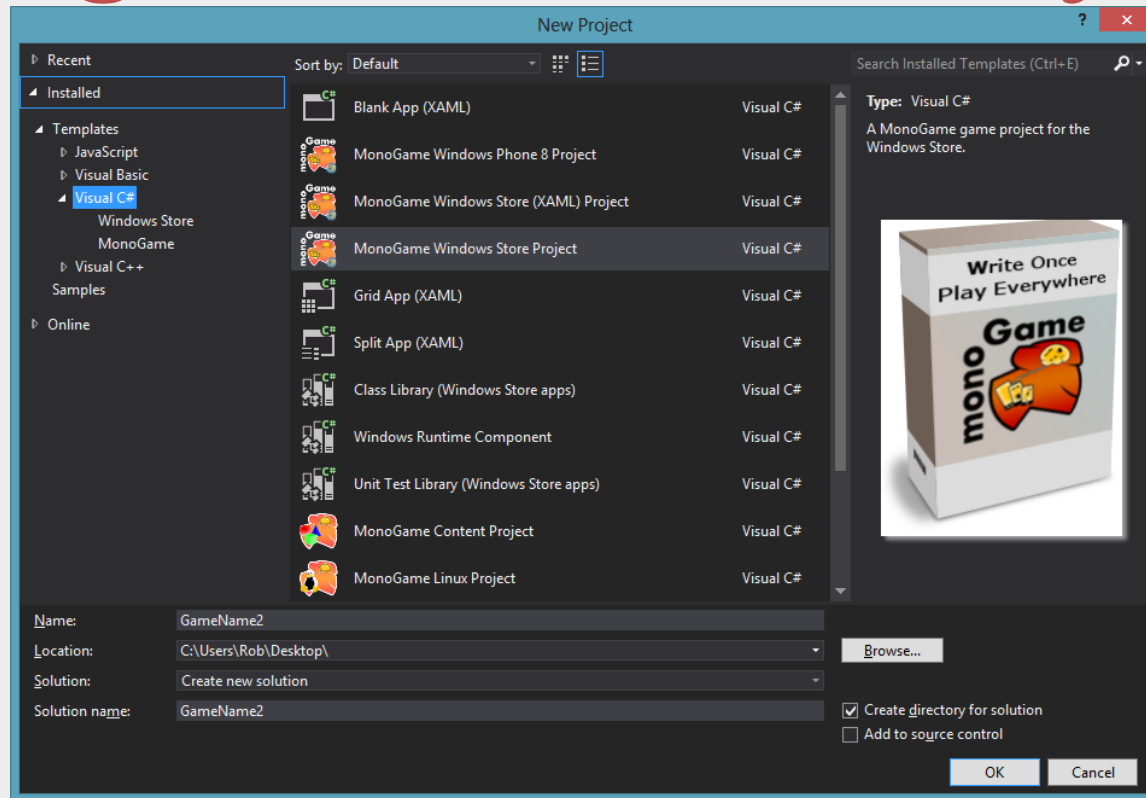 New Project
?
Recent
Installed
Templates
JavaScript
Visual Basic
Visual C#
Windows Store
MonoGame
Visual C++
Samples
Online
Sort by: Default
Search Installed Templates (Ctrl+E)
C# Blank App (XAML) Visual C#
mono Game MonoGame Windows Phone 8 Project Visual C#
mono Game MonoGame Windows Store (XAML) Project Visual C#
mono Game MonoGame Windows Store Project Visual C#
C# Grid App (XAML) Visual C#
C# Split App (XAML) Visual C#
C# Class Library (Windows Store apps) Visual C#
C# Windows Runtime Component Visual C#
C# Unit Test Library (Windows Store apps) Visual C#
MonoGame Content Project Visual C#
MonoGame Linux Project Visual C#
Type: Visual C#
A MonoGame game project for the
Windows Store.
Write Once
Play Everywhere
mono Game
Name: GameName2
Location: C:\Users\Rob\Desktop\
Browse...
Solution: Create new solution
Solution name: GameName2
Create directory for solution
Add to source control
OK Cancel